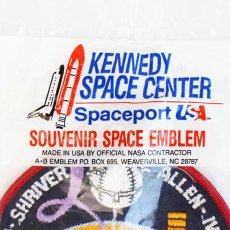 KENNEDY
SPACE CENTER
Spaceport USA
SOUVENIR SPACE EMBLEM
MADE IN USA BY OFFICIAL NASA CONTRACTOR
A-B EMBLEM P.O. BOX 695, WEAVERVILLE, NC 28787
SHRIVER
ALLEN